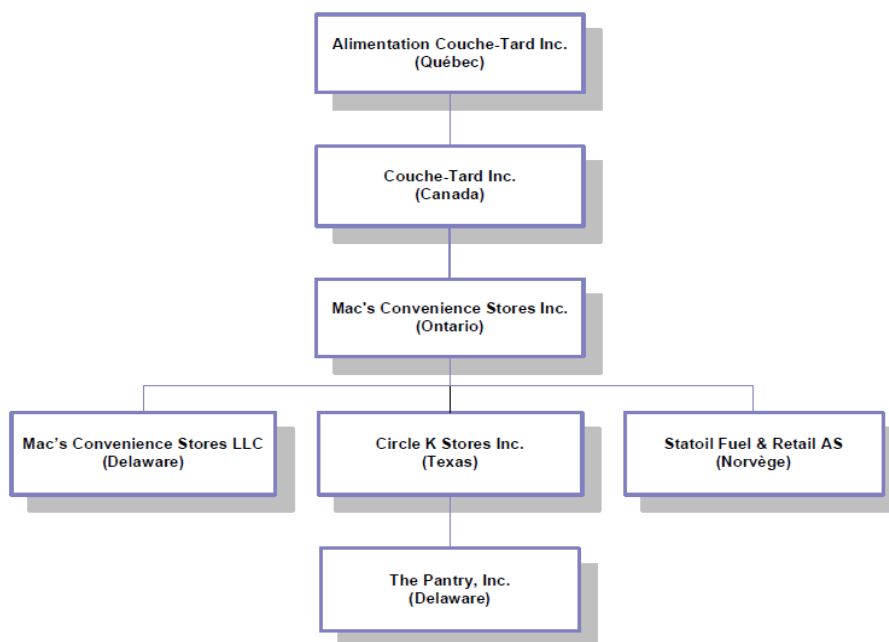 Alimentation Couche-Tard Inc.
(Québec)
Couche-Tard Inc.
(Canada)
Mac's Convenience Stores Inc.
(Ontario)
Mac’s Convenience Stores LLC
(Delaware)
Circle K Stores Inc.
(Texas)
Statoil Fuel & Retail AS
(Norvège)
The Pantry, Inc.
(Delaware)